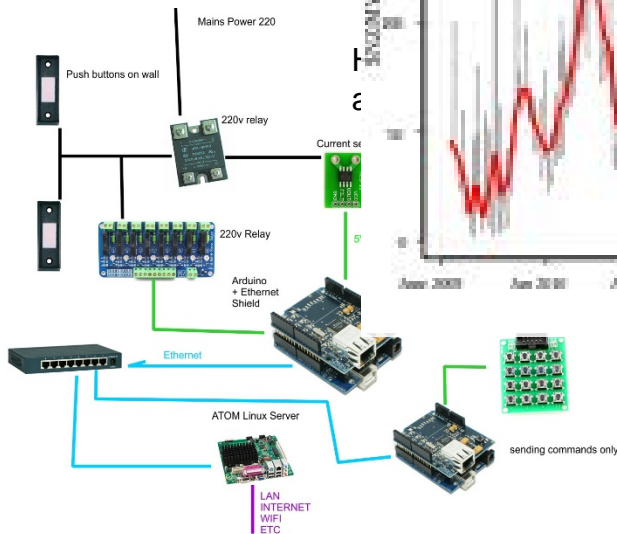 Mains Power 220
Push buttons on wall
220v relay
Current se
220v Relay
5V
Arduino
+ Ethernet
Shield
Ethernet
ATOM Linux Server
sending commands only
LAN
INTERNET
WIFI
ETC